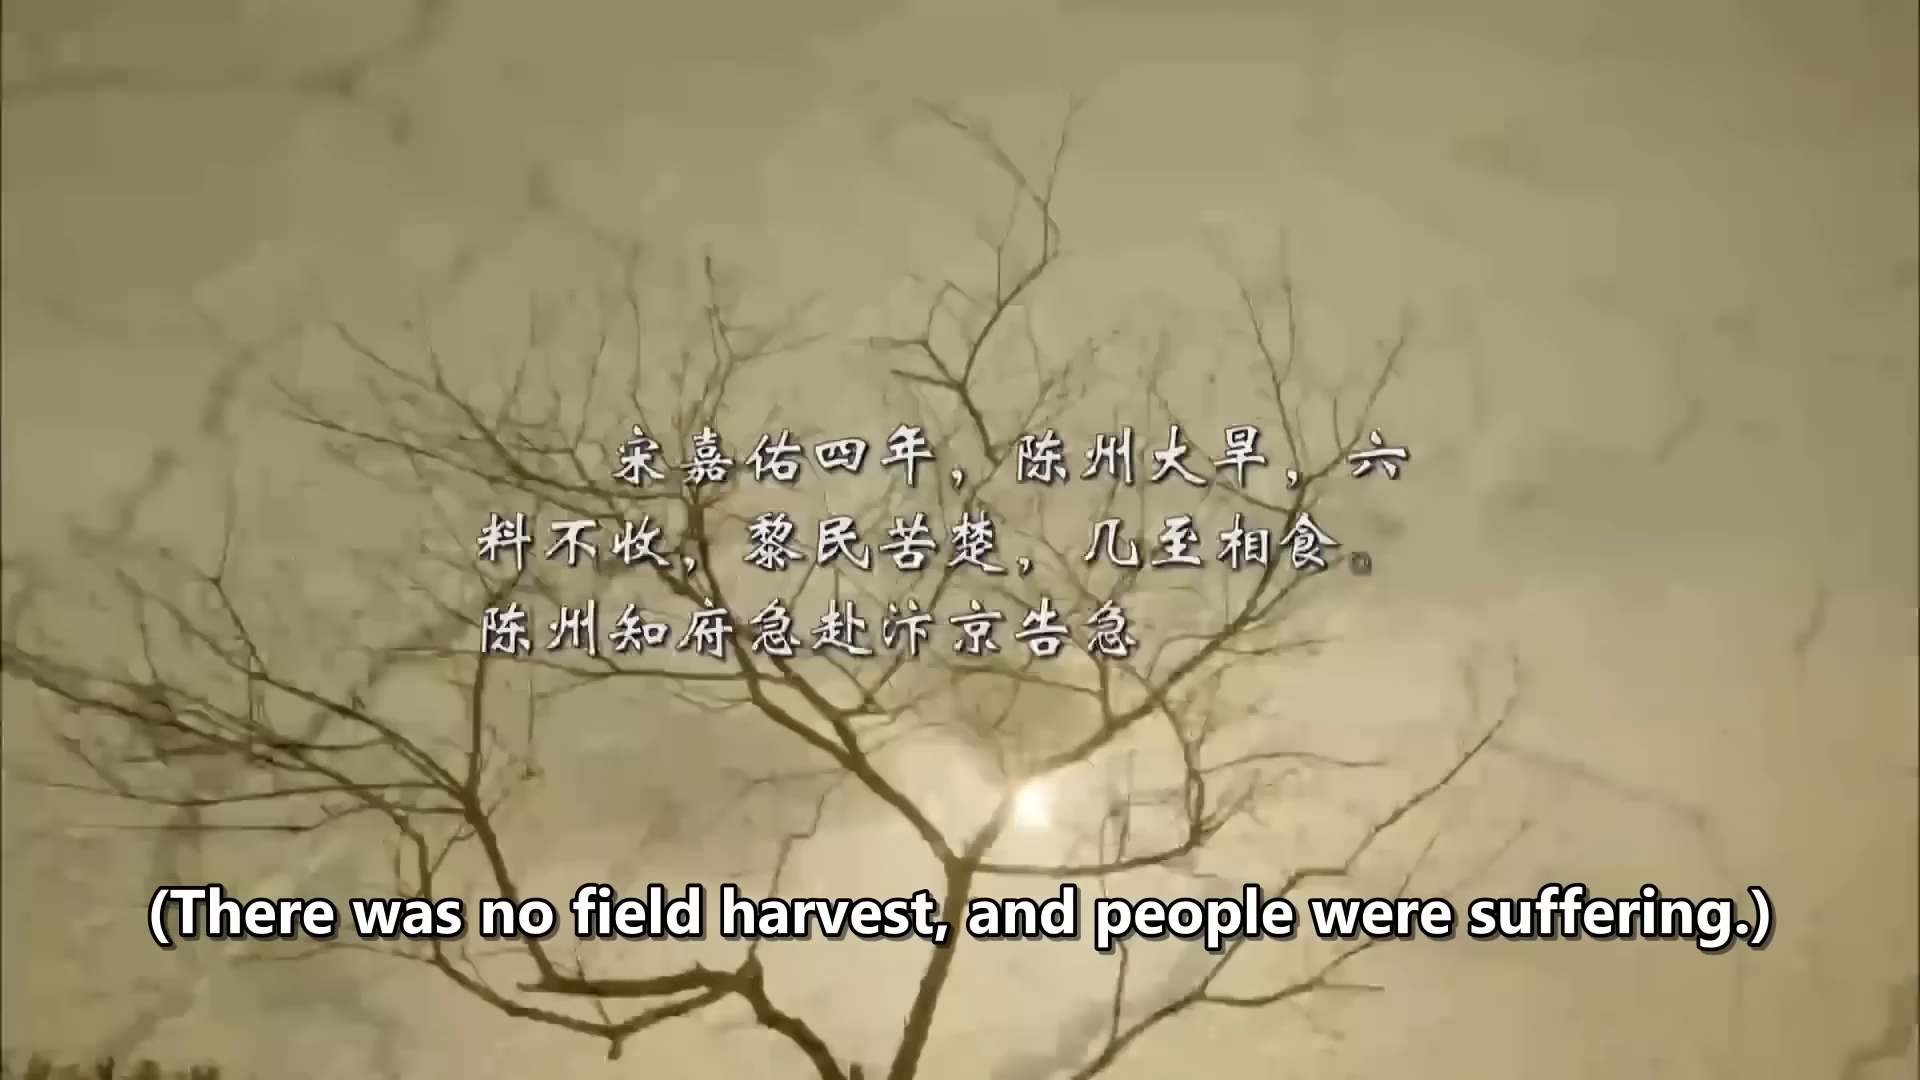 宋嘉佑四年，陈州大旱，六
料不收，黎民苦楚，几至相食。
陈州知府急赴汴京告急
(There was no field harvest, and people were suffering.)